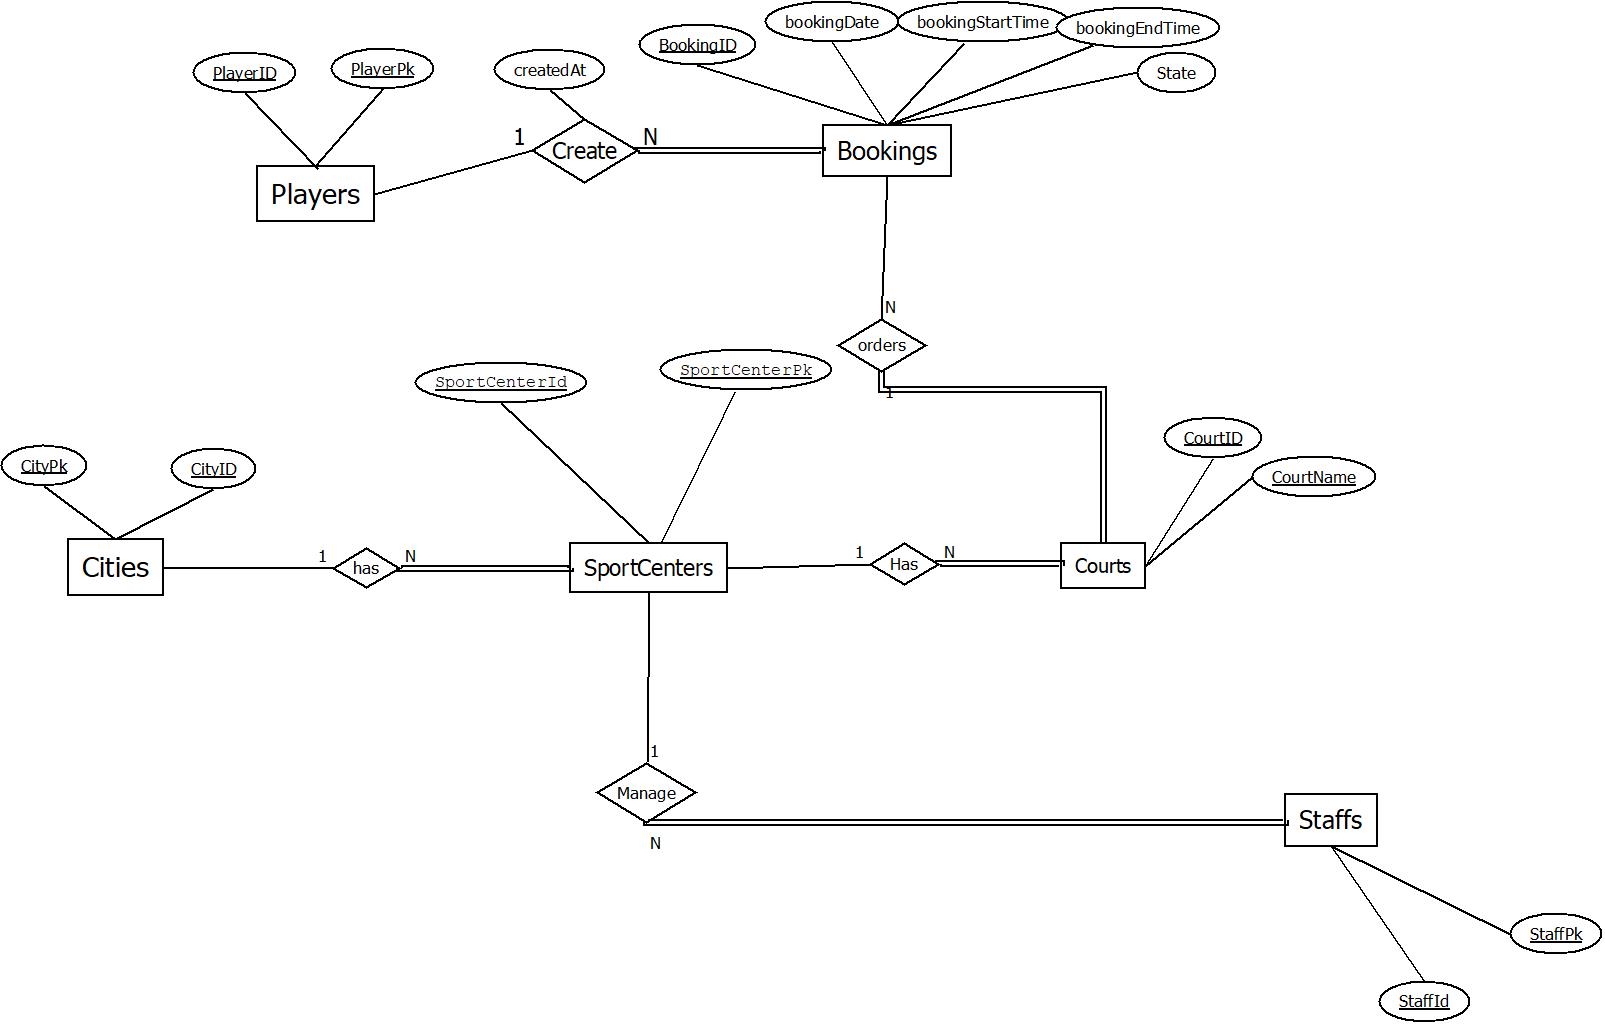 bookingDate
bookingStartTime
bookingEndTime
BookingID
PlayerID
PlayerPk
createdAt
State
1
N
Create
Bookings
Players
N
orders
1
SportCenterId
SportCenterPk
CourtID
CourtName
CityPk
CityID
1
N
1
N
Cities
has
SportCenters
Has
Courts
1
Manage
N
Staffs
StaffPk
StaffId